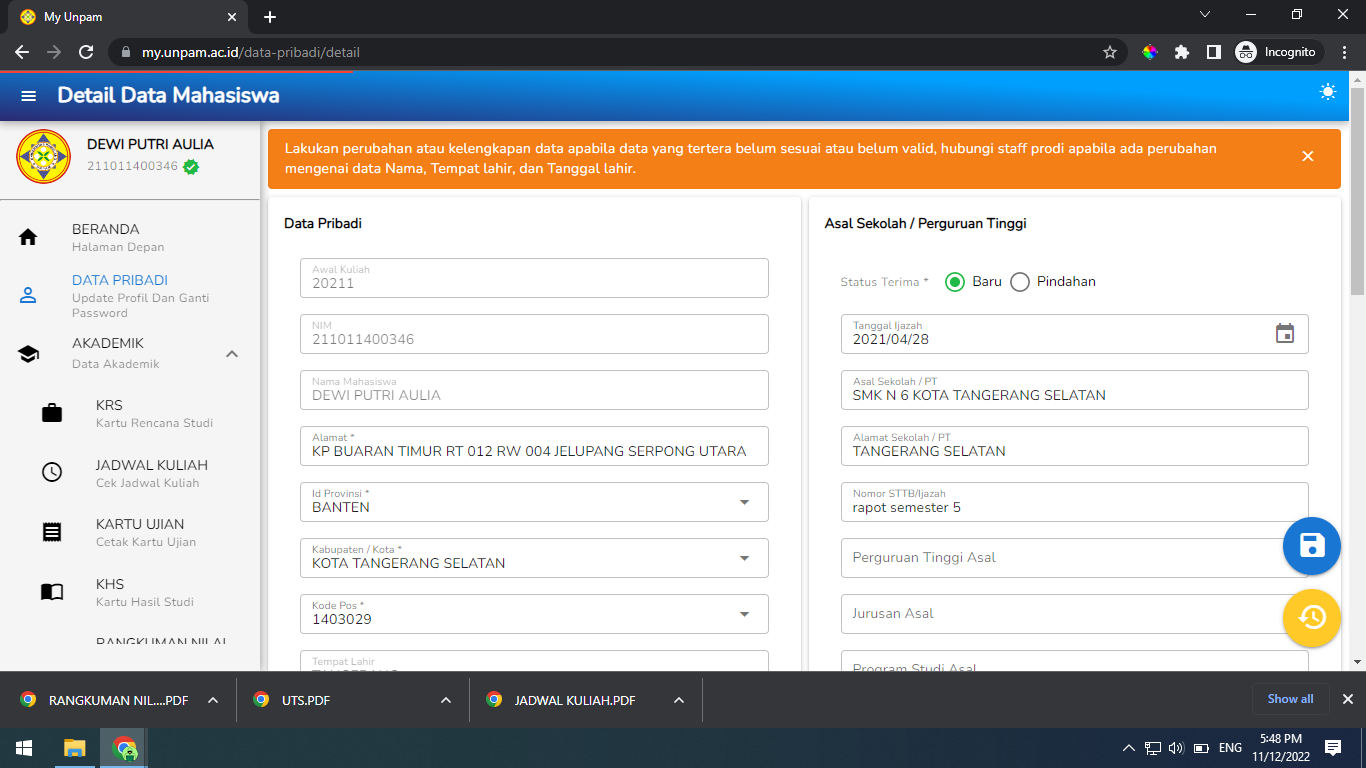 My Unpam
my.unpam.ac.id/data-pribadi/detail
Incognito
Detail Data Mahasiswa
DEWI PUTRI AULIA
211011400346
BERANDA
Halaman Depan
DATA PRIBADI
Update Profil Dan Ganti
Password
AKADEMIK
Data Akademik
KRS
Kartu Rencana Studi
JADWAL KULIAH
Cek Jadwal Kuliah
KARTU UJIAN
Cetak Kartu Ujian
KHS
Kartu Hasil Studi
RANGKUMAN NILAI
Lakukan perubahan atau kelengkapan data apabila data yang tertera belum sesuai atau belum valid, hubungi staff prodi apabila ada perubahan
mengenai data Nama, Tempat lahir, dan Tanggal lahir.
Data Pribadi
Awal Kuliah
20211
NIM
211011400346
Nama Mahasiswa
DEWI PUTRI AULIA
Alamat *
KP BUARAN TIMUR RT 012 RW 004 JELUPANG SERPONG UTARA
Id Provinsi *
BANTEN
Kabupaten / Kota *
KOTA TANGERANG SELATAN
Kode Pos *
1403029
Tempat Lahir
Asal Sekolah / Perguruan Tinggi
Status Terima * Baru Pindahan
Tanggal Ijazah
2021/04/28
Asal Sekolah / PT
SMK N 6 KOTA TANGERANG SELATAN
Alamat Sekolah / PT
TANGERANG SELATAN
Nomor STTB/Ijazah
rapot semester 5
Perguruan Tinggi Asal
Jurusan Asal
Program Studi Asal
RANGKUMAN NIL....PDF
UTS.PDF
JADWAL KULIAH.PDF
Show all
ENG
5:48 PM
11/12/2022